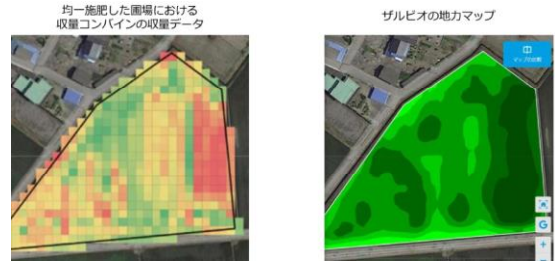 均一施肥した圃場における
収量コンバインの収量データ
ザルビオの地力マップ
マップの比較
G
+